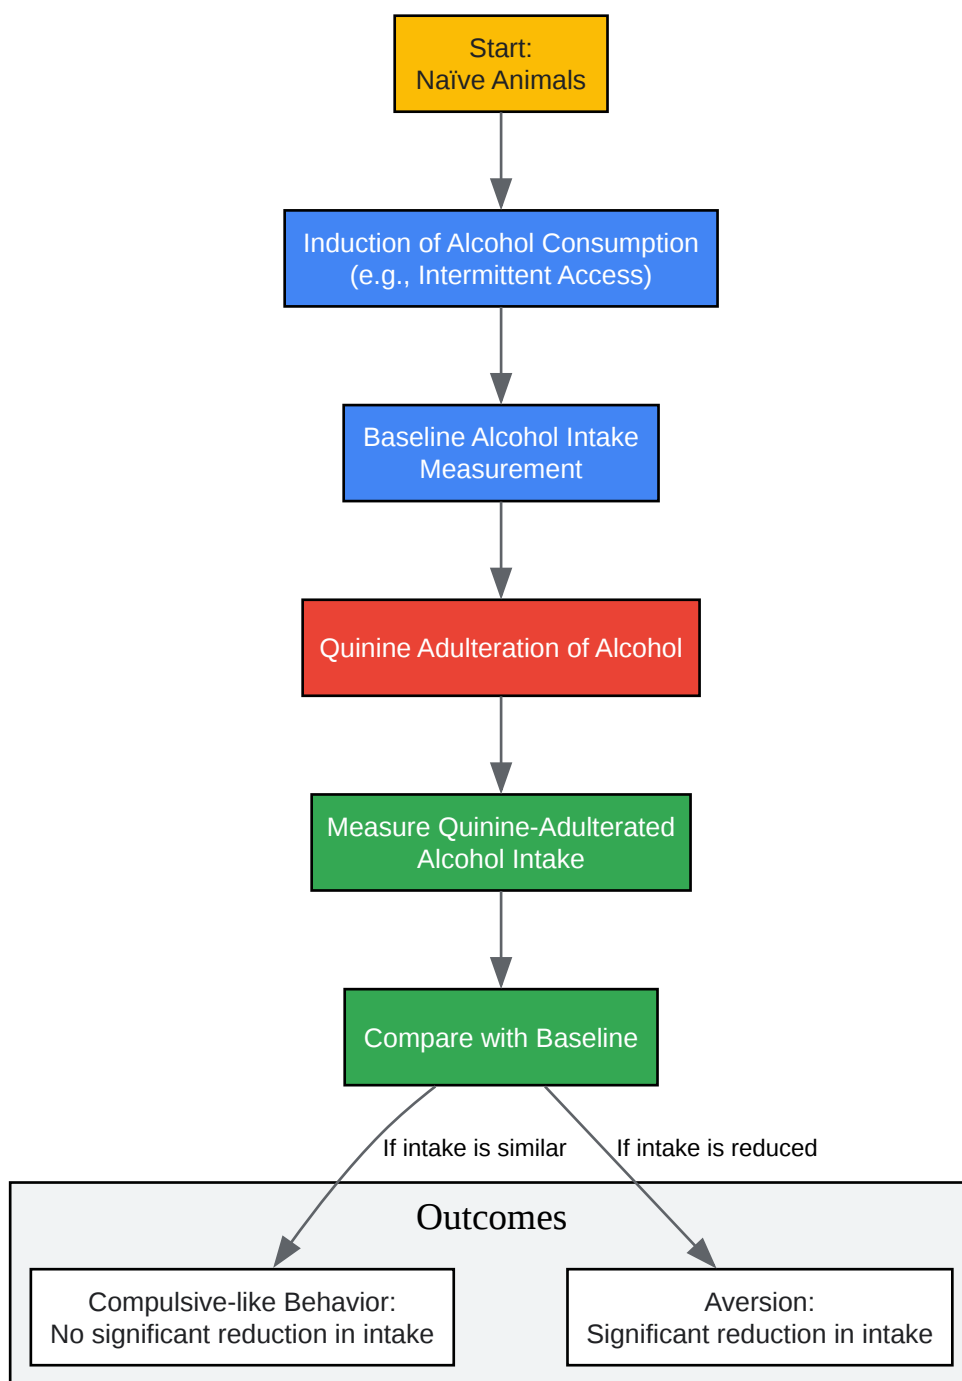 Start:
Naïve Animals
Induction of Alcohol Consumption
(e.g., Intermittent Access)
Baseline Alcohol Intake
Measurement
Quinine Adulteration of Alcohol
Measure Quinine-Adulterated
Alcohol Intake
Compare with Baseline
If intake is similar
If intake is reduced
Outcomes
Compulsive-like Behavior:
No significant reduction in intake
Aversion:
Significant reduction in intake